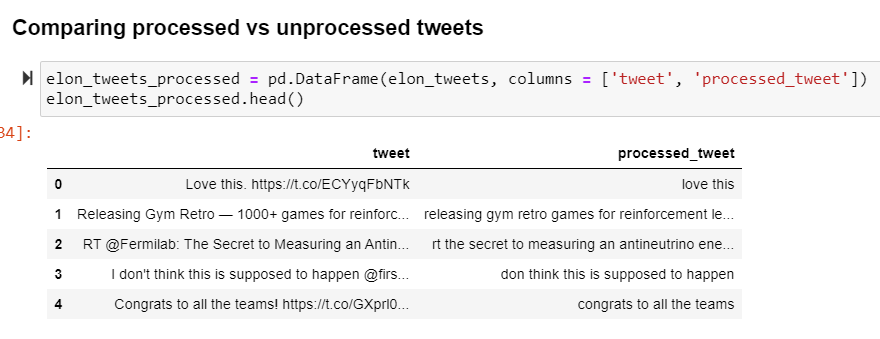 Comparing processed vs unprocessed tweets
elon_tweets_processed = pd.DataFrame(elon_tweets, columns = ['tweet', 'processed_tweet'])
elon_tweets_processed.head()
34]:
tweet processed_tweet
0 Love this. https://t.co/ECYyqFbNTk love this
1 Releasing Gym Retro — 1000+ games for reinforc... releasing gym retro games for reinforcement le...
2 RT @Fermilab: The Secret to Measuring an Antin... rt the secret to measuring an antineutrino ene...
3 I don't think this is supposed to happen @firs... don think this is supposed to happen
4 Congrats to all the teams! https://t.co/GXprl0... congrats to all the teams